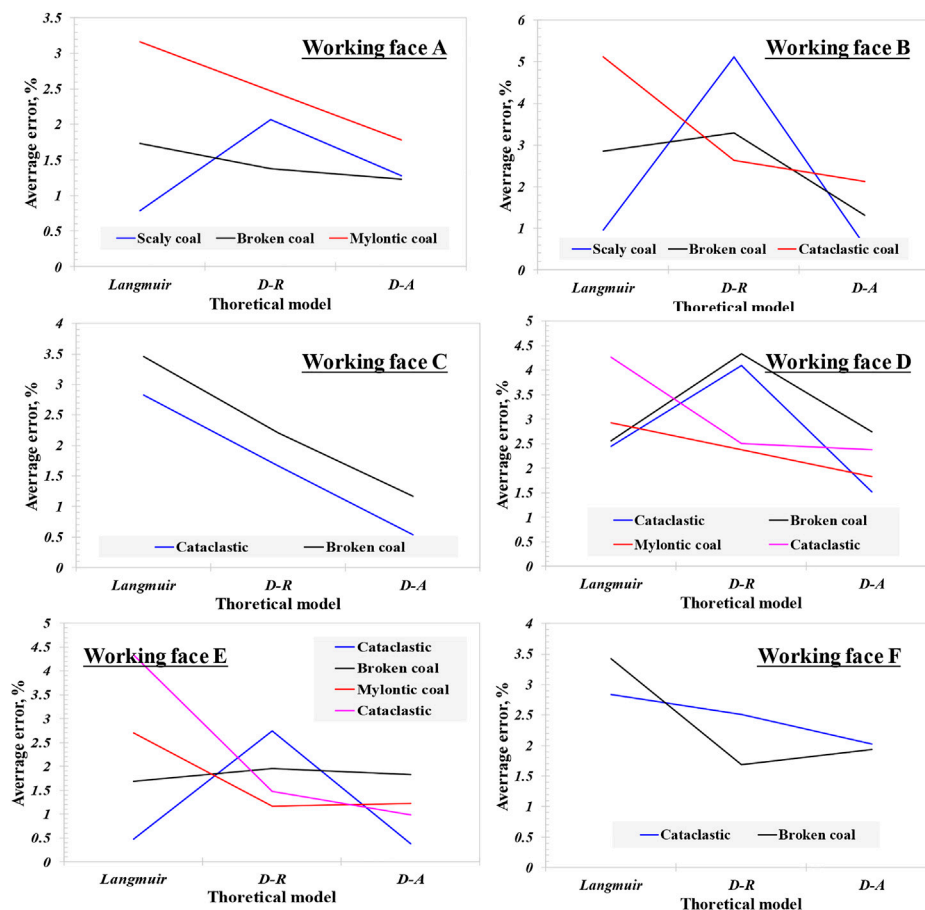 Working face A
Averrage error, %
3.5
3
2.5
2
1.5
1
0.5
0
Scaly coal Broken coal Mylontic coal
Langmuir D-R D-A
Thoretical model
Working face B
Averrage error, %
6
5
4
3
2
1
0
Scaly coal Broken coal Cataclastic coal
Langmuir D-R D-A
Thoretical model
Working face C
Averrage error, %
4
3.5
3
2.5
2
1.5
1
0.5
0
Cataclastic Broken coal
Langmuir D-R D-A
Thoretical model
Working face D
Averrage error, %
5
4.5
4
3.5
3
2.5
2
1.5
1
0.5
0
Cataclastic Broken coal
Mylontic coal Cataclastic
Langmuir D-R D-A
Thoretical model
Working face E
Averrage error, %
5
4.5
4
3.5
3
2.5
2
1.5
1
0.5
0
Cataclastic
Broken coal
Mylontic coal
Cataclastic
Langmuir D-R D-A
Thoretical model
Working face F
Averrage error, %
4
3.5
3
2.5
2
1.5
1
0.5
0
Cataclastic Broken coal
Langmuir D-R D-A
Thoretical model